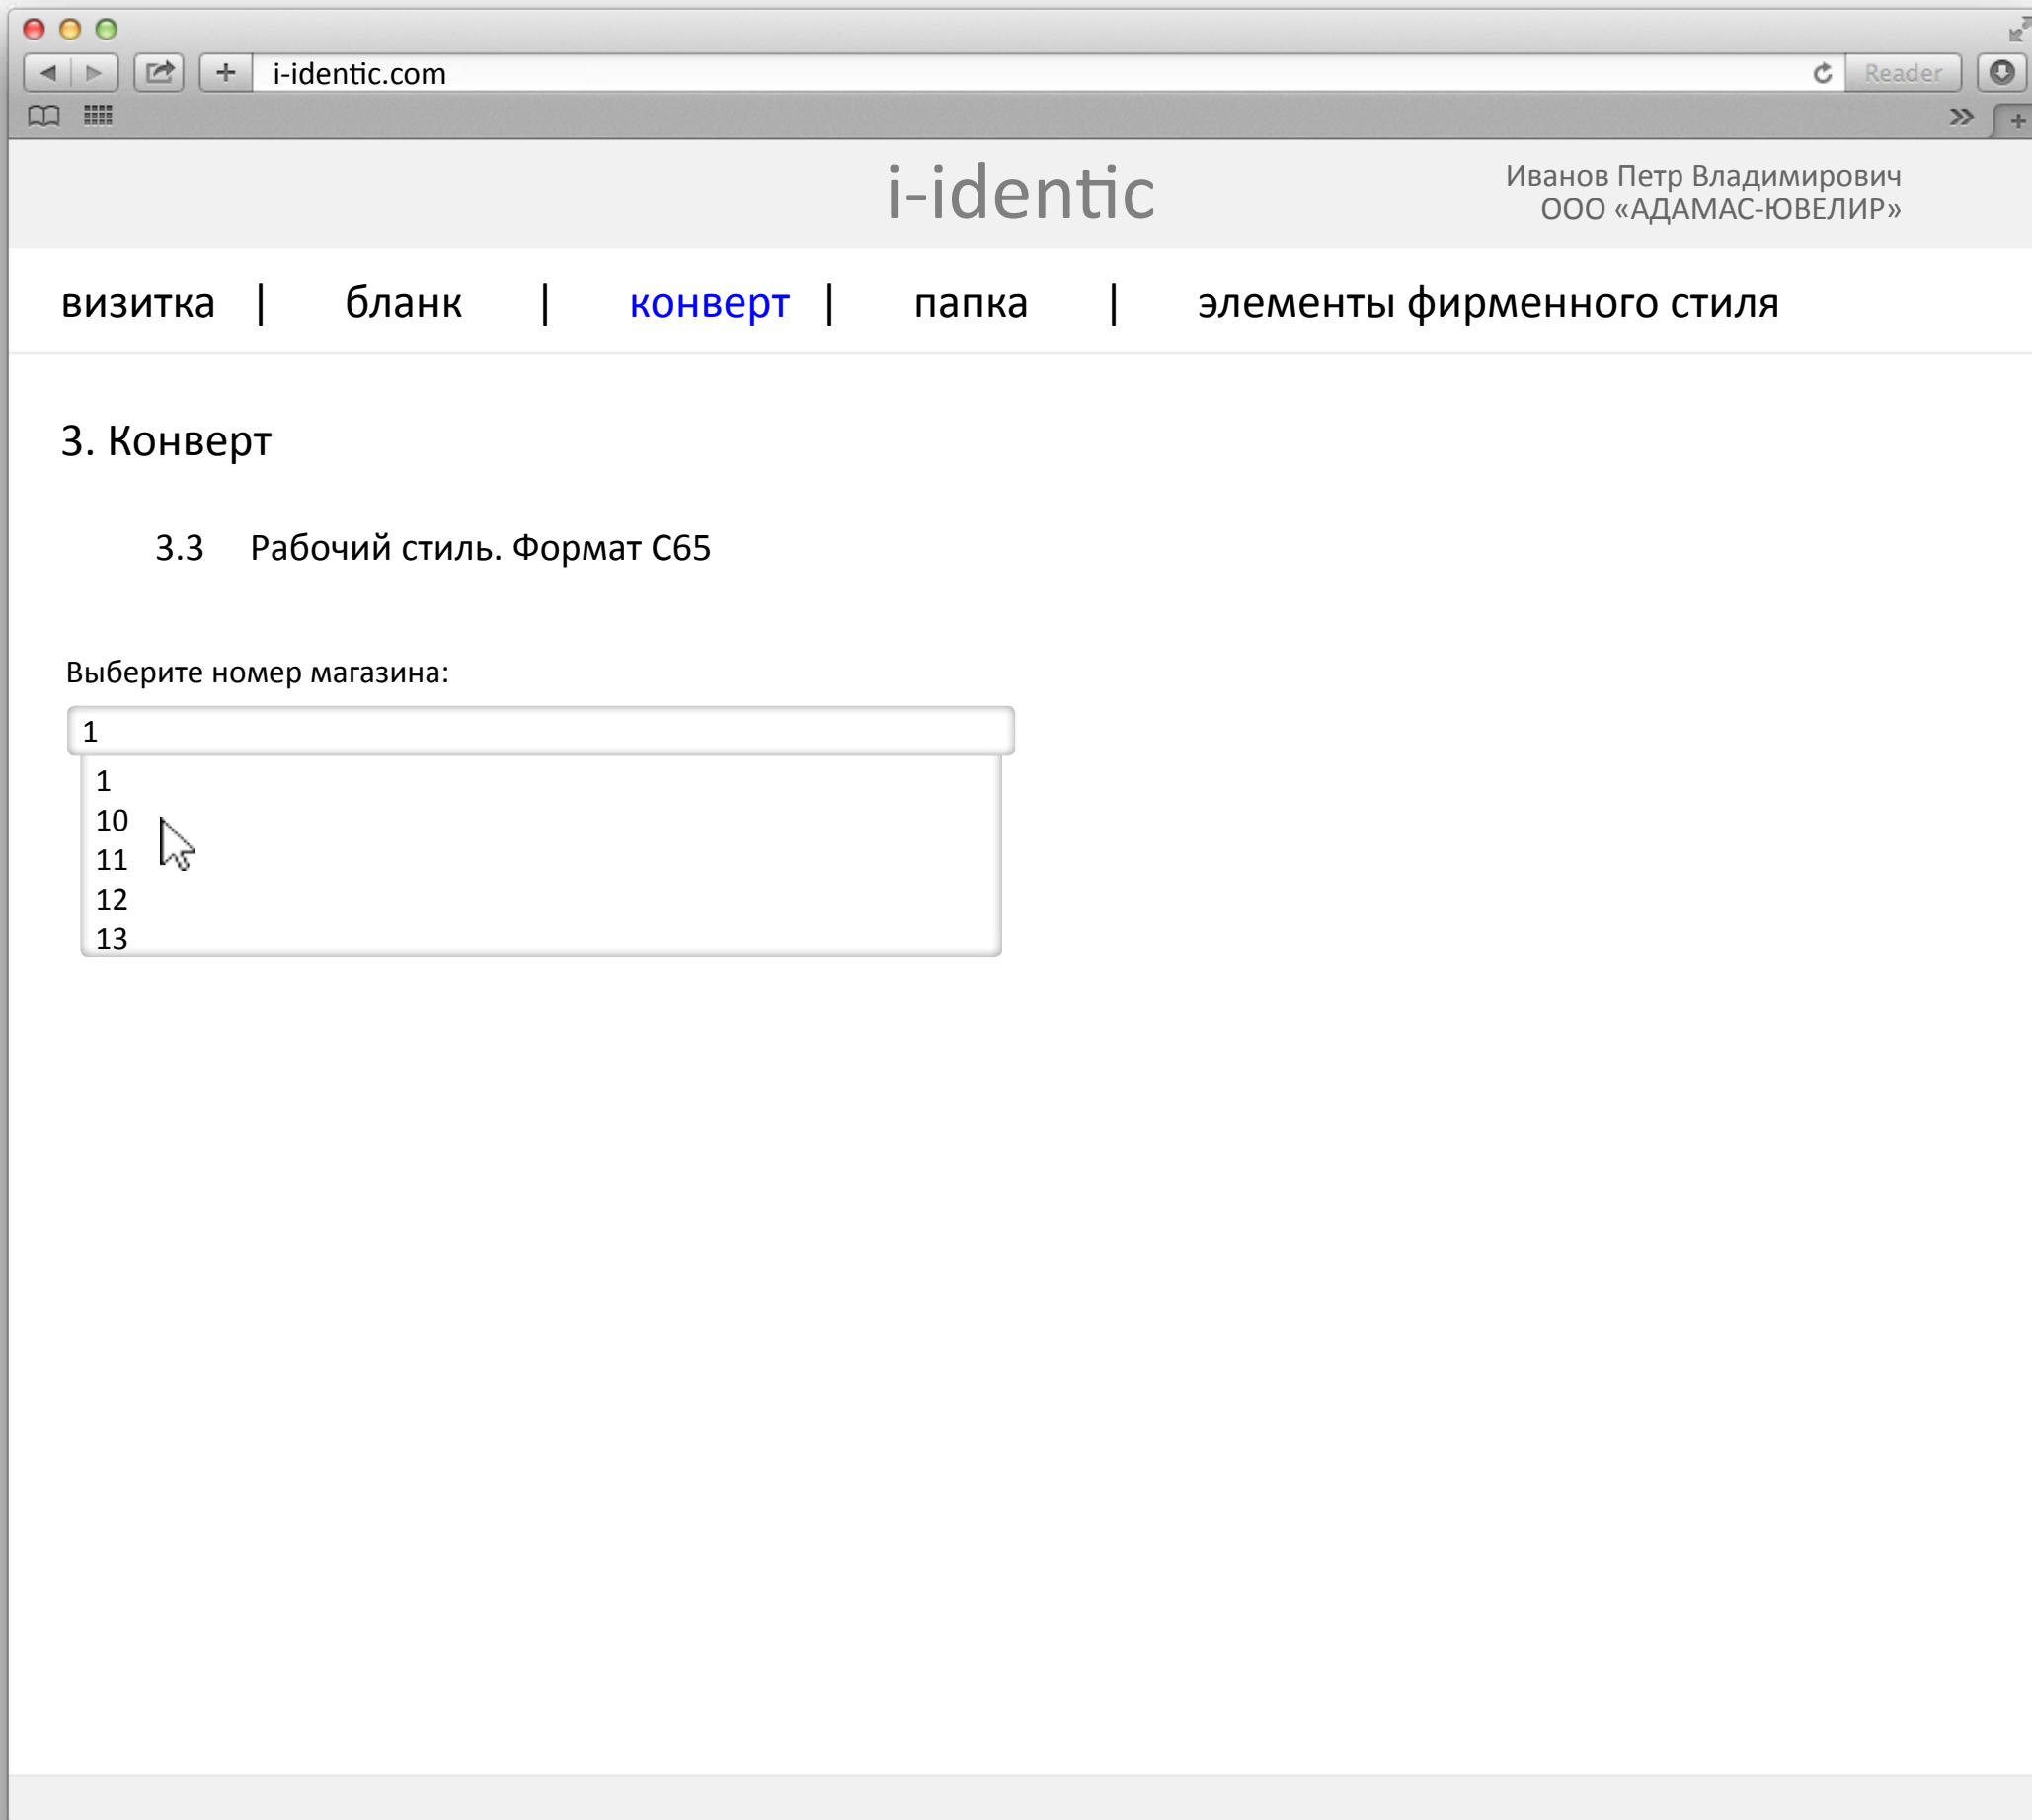 i-identic.com
Reader
i-identic
Иванов Петр Владимирович
ООО «АДАМАС-ЮВЕЛИР»
визитка | бланк | конверт | папка | элементы фирменного стиля
3. Конверт
3.3 Рабочий стиль. Формат С65
Выберите номер магазина:
1
1
10
11
12
13